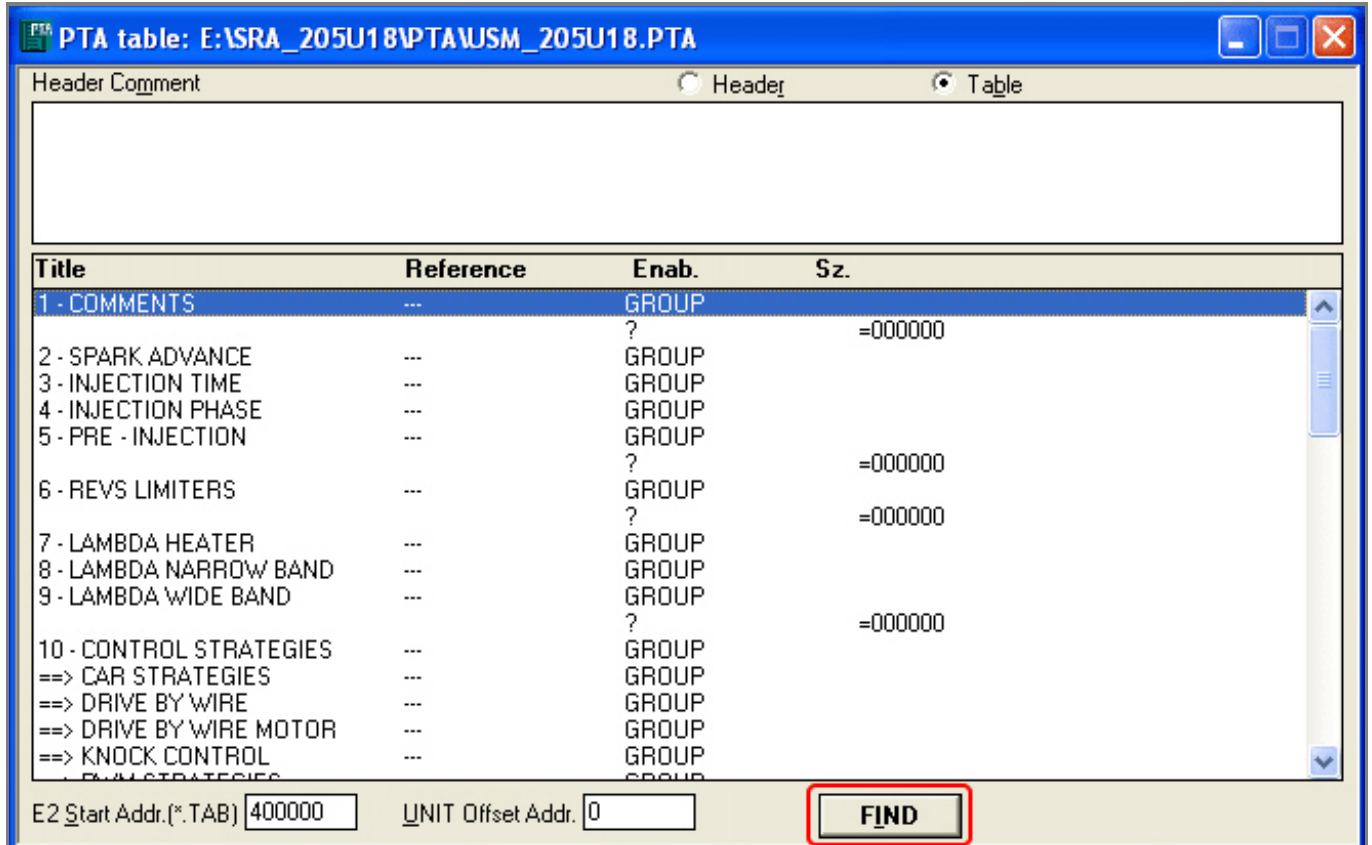 PTA table: E:\SRA_205U18\PTA\USM_205U18.PTA
Header Comment Header Table
Title Reference Enab. Sz.
1 - COMMENTS --- GROUP
? =000000
2 - SPARK ADVANCE --- GROUP
3 - INJECTION TIME --- GROUP
4 - INJECTION PHASE --- GROUP
5 - PRE - INJECTION --- GROUP
? =000000
6 - REVS LIMITERS --- GROUP
? =000000
7 - LAMBDA HEATER --- GROUP
8 - LAMBDA NARROW BAND --- GROUP
9 - LAMBDA WIDE BAND --- GROUP
? =000000
10 - CONTROL STRATEGIES --- GROUP
==> CAR STRATEGIES --- GROUP
==> DRIVE BY WIRE --- GROUP
==> DRIVE BY WIRE MOTOR --- GROUP
==> KNOCK CONTROL --- GROUP
==> PWM STRATEGIES --- GROUP
E2 Start Addr.(*.TAB) 400000 UNIT Offset Addr. 0 FIND